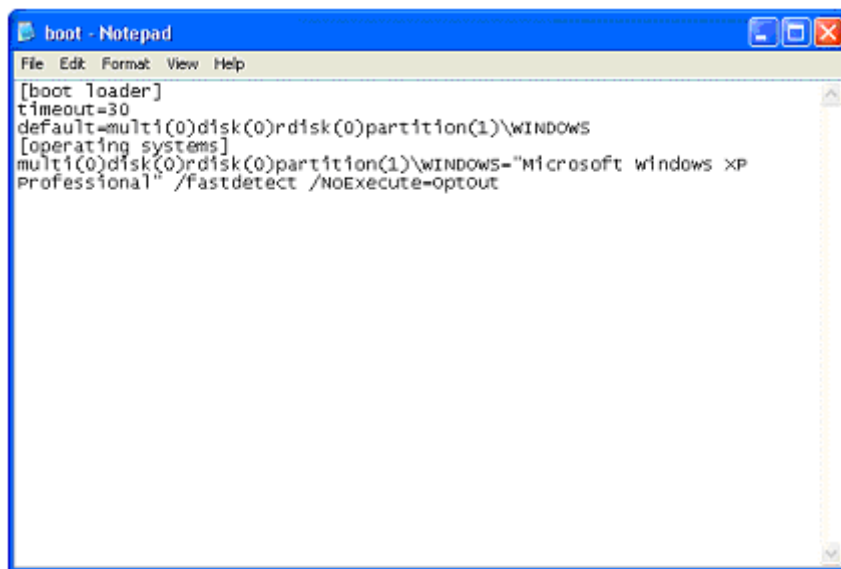 boot - Notepad
File Edit Format View Help
[boot loader]
timeout=30
default=multi(0)disk(0)rdisk(0)partition(1)\WINDOWS
[operating systems]
multi(0)disk(0)rdisk(0)partition(1)\WINDOWS="Microsoft Windows XP
Professional" /fastdetect /NoExecute=OptOut